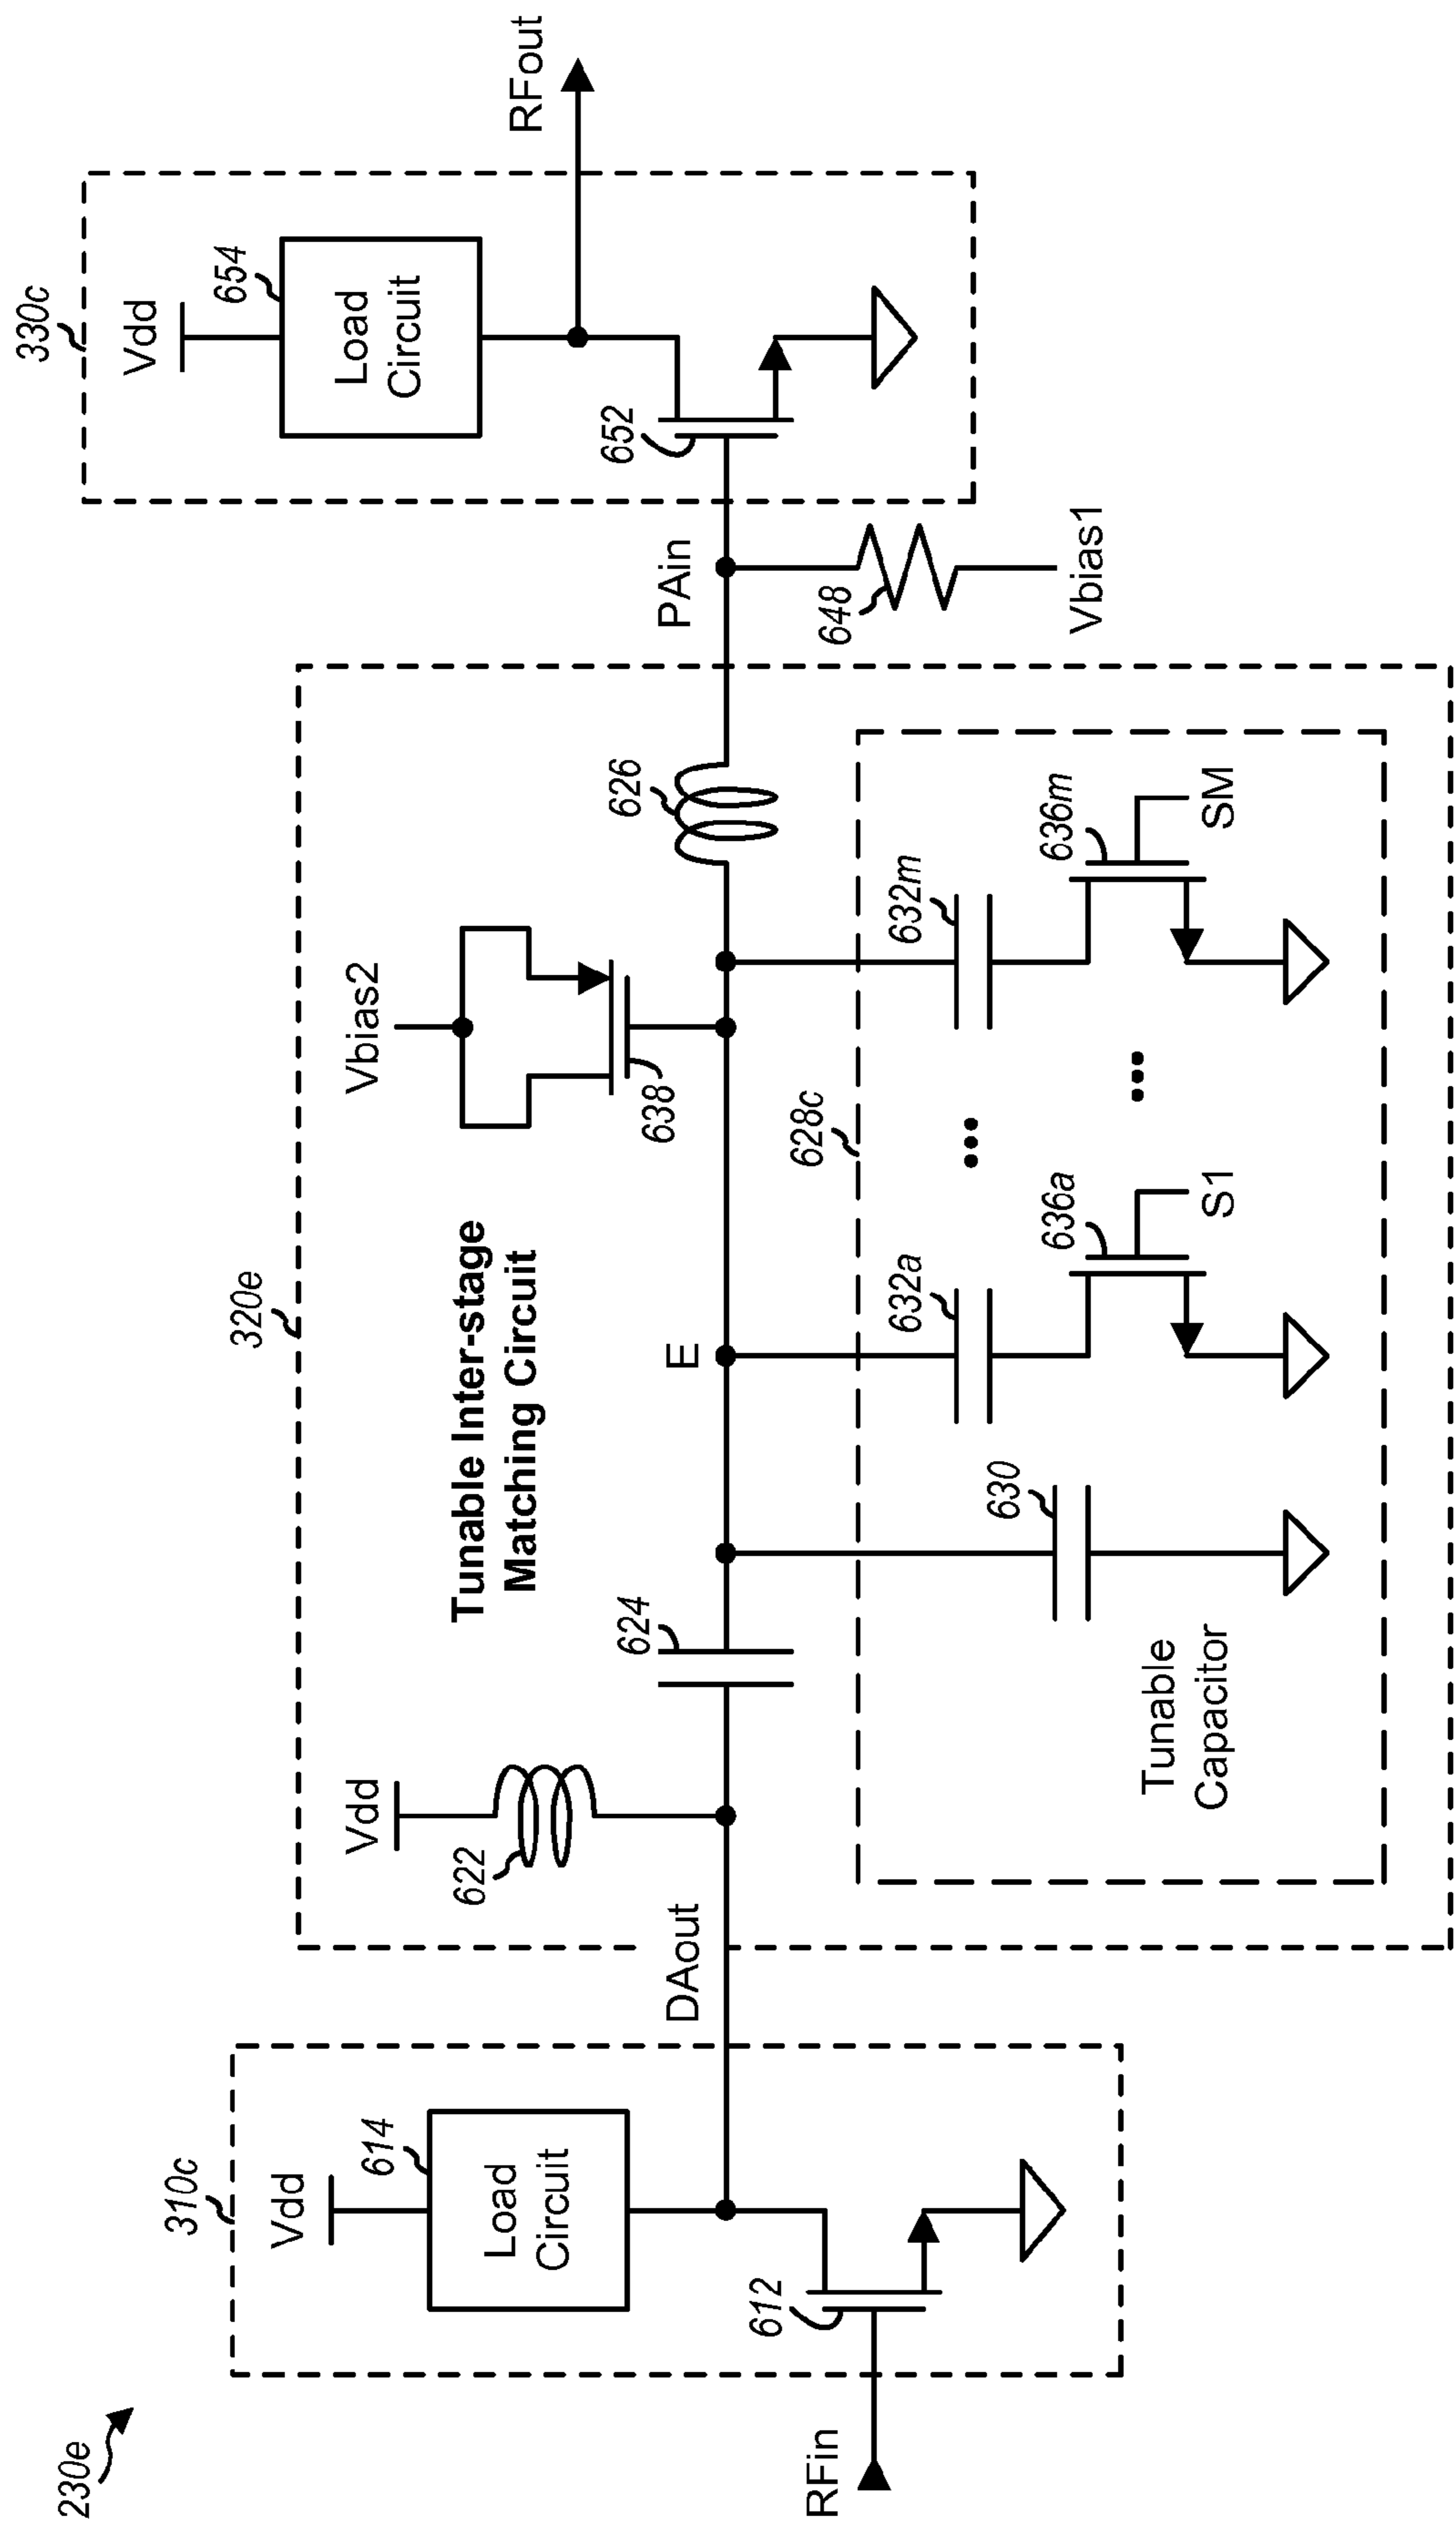 230e
310c
Vdd
614
Load
Circuit
612
RFin
DAout
320e
Vdd
622
624
Tunable Inter-stage
Matching Circuit
E
Vbias2
638
626
628c
630
632a
636a
S1
...
...
632m
636m
SM
Tunable
Capacitor
PAin
648
Vbias1
330c
Vdd
654
Load
Circuit
652
RFout